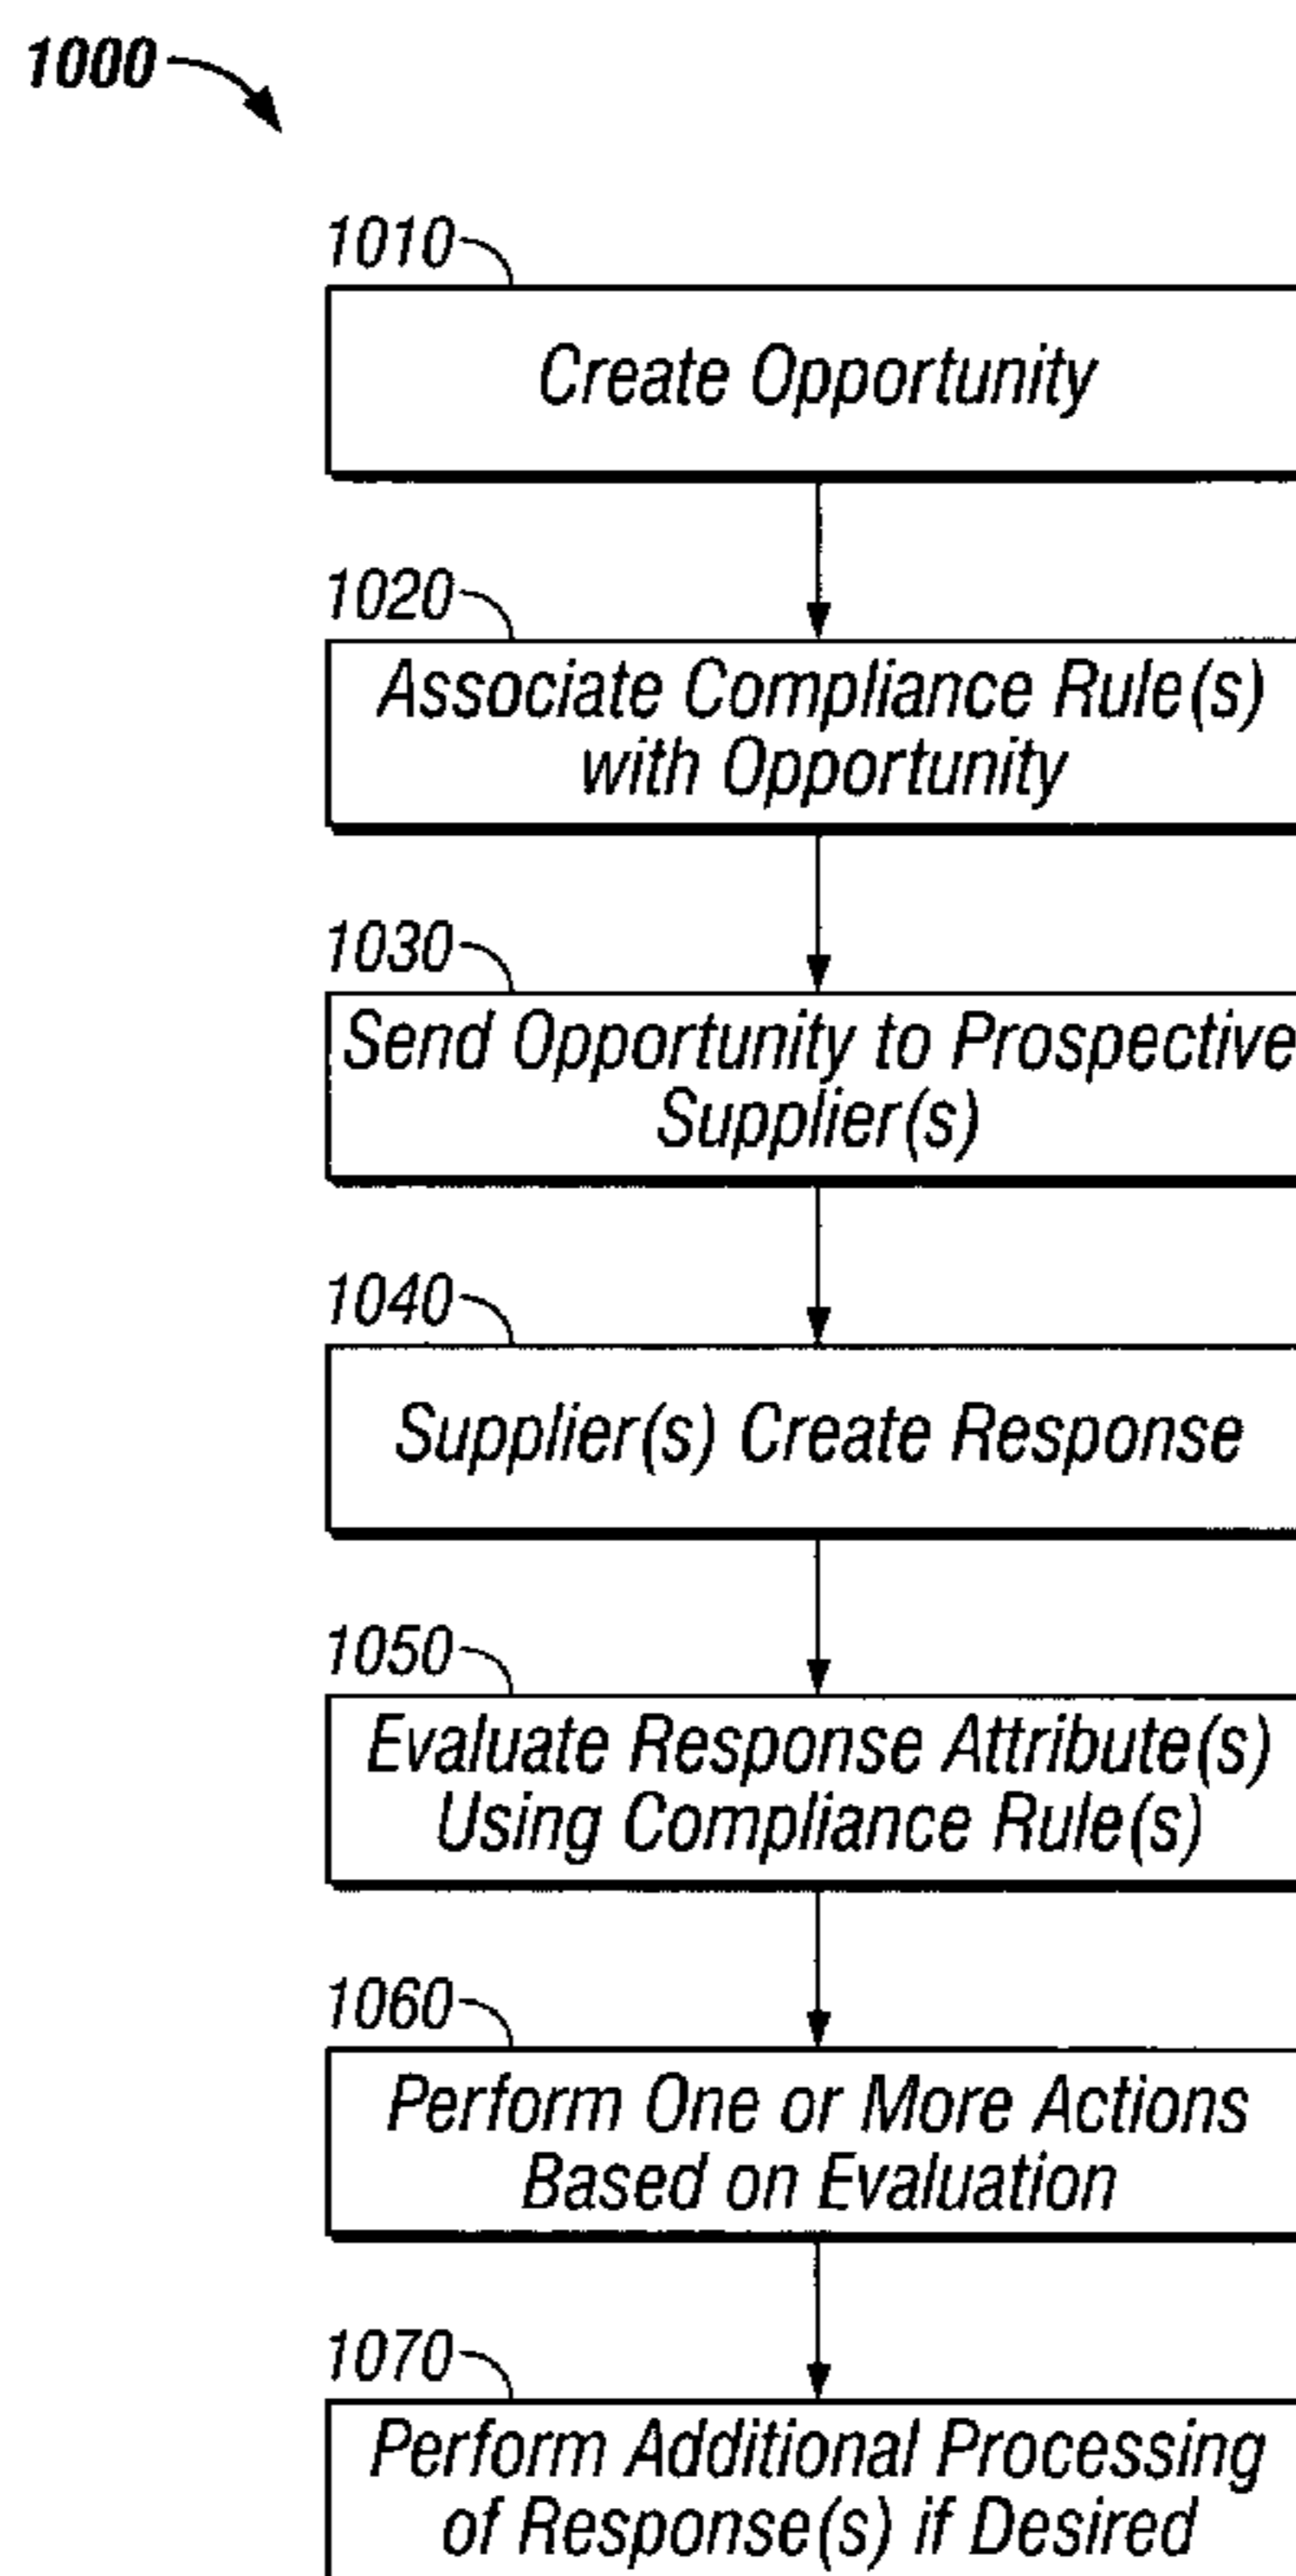 1000
1010
Create Opportunity
1020
Associate Compliance Rule(s)
with Opportunity
1030
Send Opportunity to Prospective
Supplier(s)
1040
Supplier(s) Create Response
1050
Evaluate Response Attribute(s)
Using Compliance Rule(s)
1060
Perform One or More Actions
Based on Evaluation
1070
Perform Additional Processing
of Response(s) if Desired